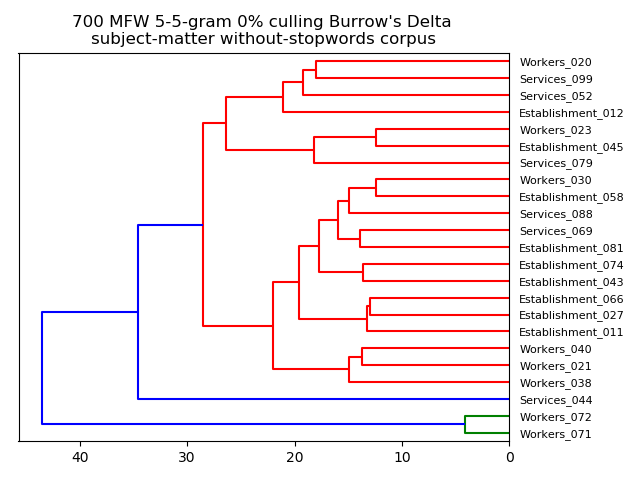 700 MFW 5-5-gram 0% culling Burrow's Delta
subject-matter without-stopwords corpus
Workers_020
Services_099
Services_052
Establishment_012
Workers_023
Establishment_045
Services_079
Workers_030
Establishment_058
Services_088
Services_069
Establishment_081
Establishment_074
Establishment_043
Establishment_066
Establishment_027
Establishment_011
Workers_040
Workers_021
Workers_038
Services_044
Workers_072
Workers_071
40 30 20 10 0